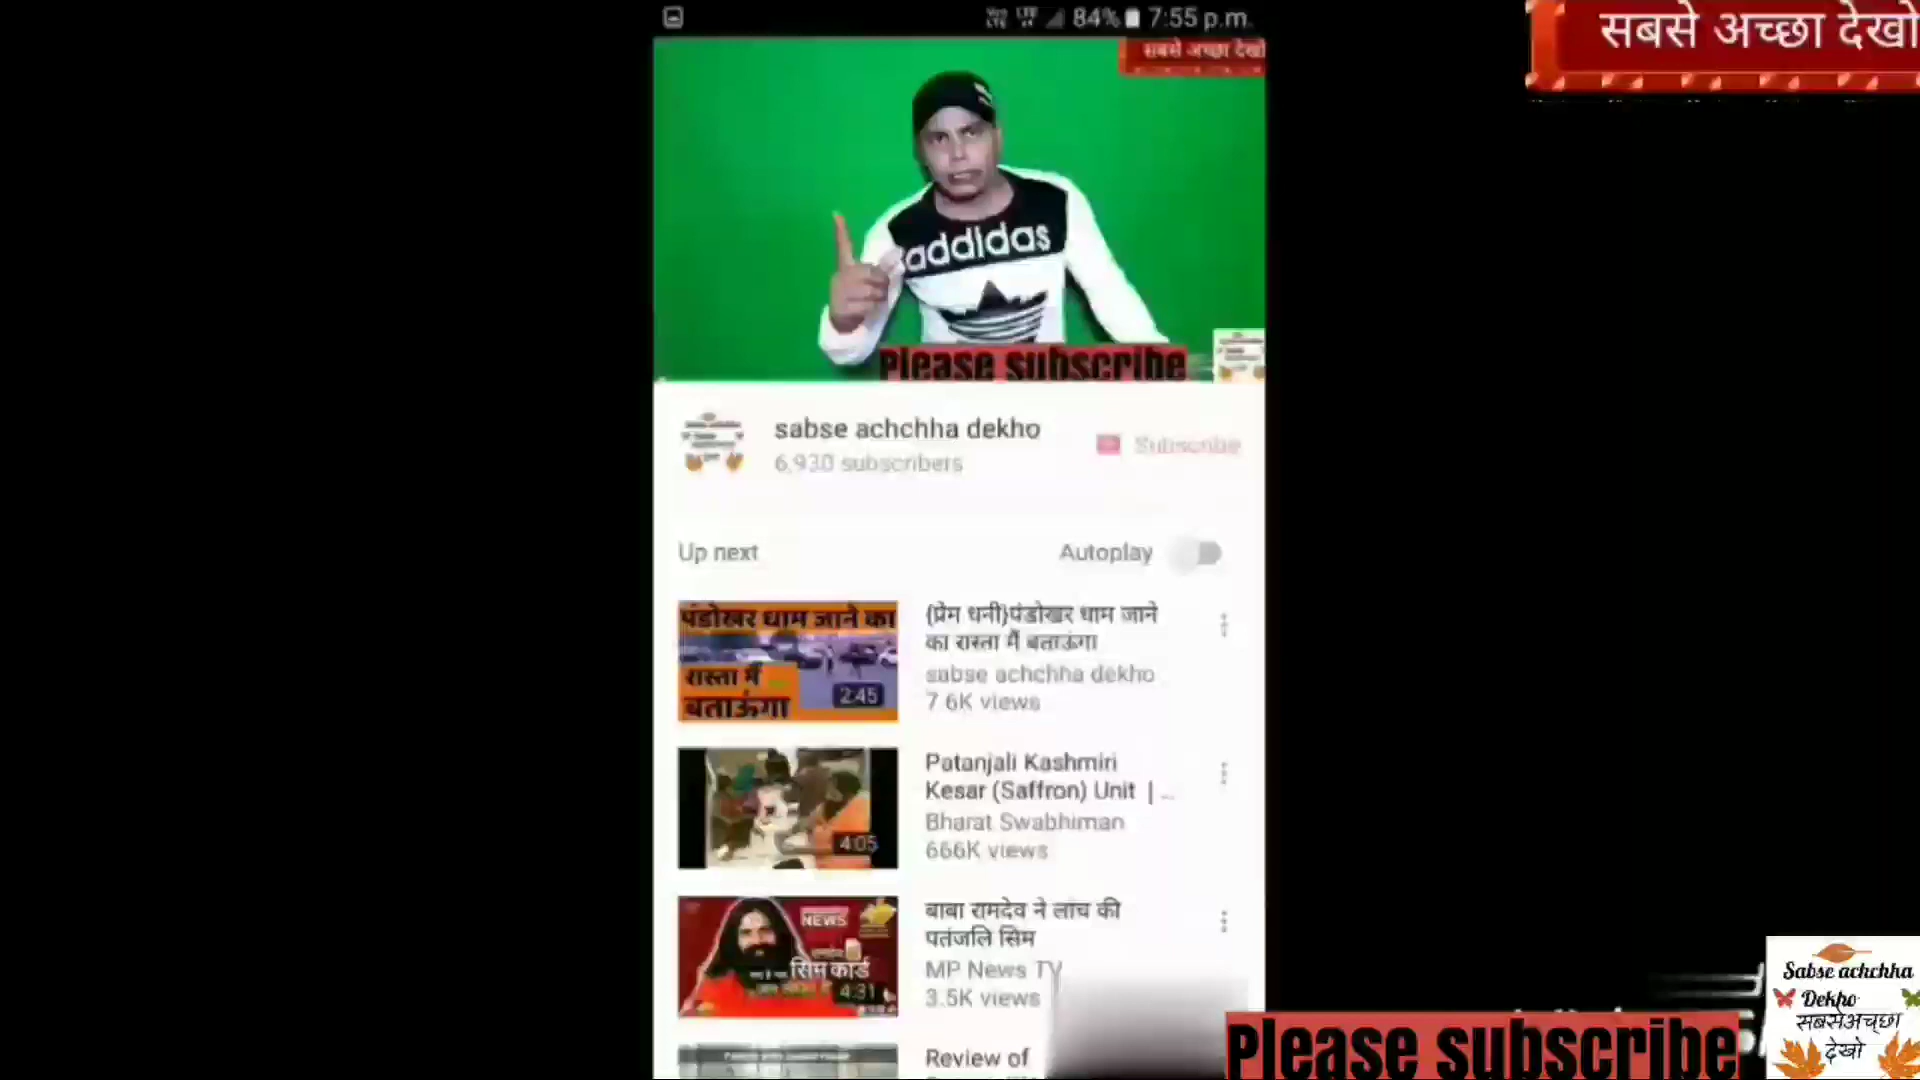 84% 7:55 p.m.
सबसे अच्छा देखो
सबसे अच्छा देखो
addidas
Please subscribe
sabse achchha dekho
Subscribe
6,930 subscribers
Up next
Autoplay
पंडोखर धाम जाने का
रास्ता मैं
बताऊंगा
2:45
{प्रेम धनी}पंडोखर धाम जाने
का रास्ता मैं बताऊंगा
sabse achchha dekho
7.6K views
4:05
Patanjali Kashmiri
Kesar (Saffron) Unit | ...
Bharat Swabhiman
666K views
NEWS
सिम कार्ड
4:31
बाबा रामदेव ने लांच की
पतंजलि सिम
MP News TV
3.5K views
Review of
Please subscribe
Sabse achchha
Dekho
सबसे अच्छा
देखो